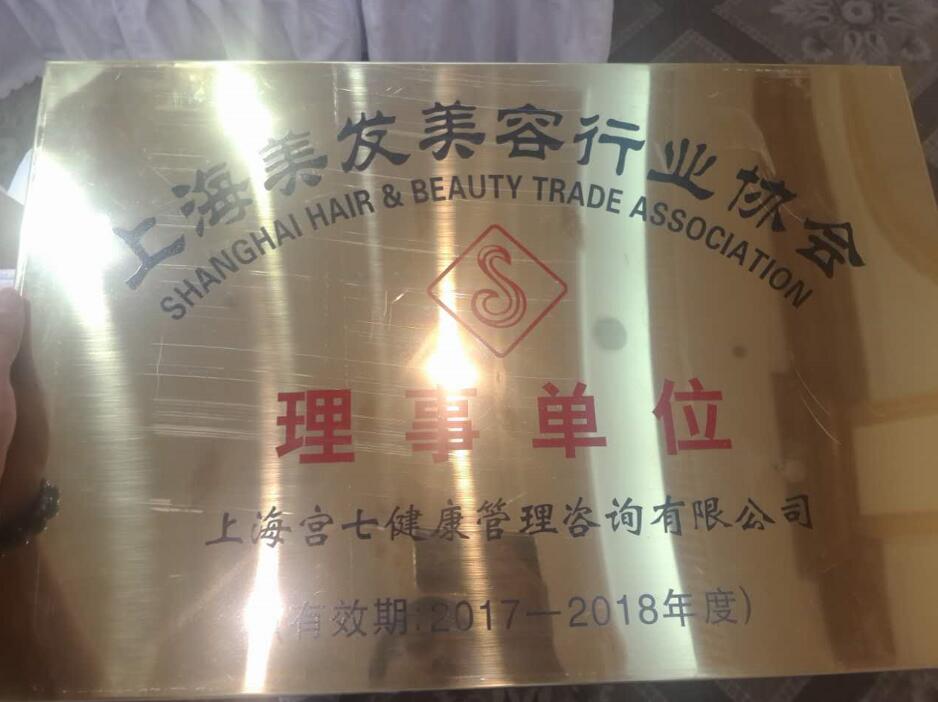 上海美发美容行业协会
SHANGHAI HAIR & BEAUTY TRADE ASSOCIATION
S
理事单位
上海宫七健康管理咨询有限公司
(有效期:2017—2018年度)